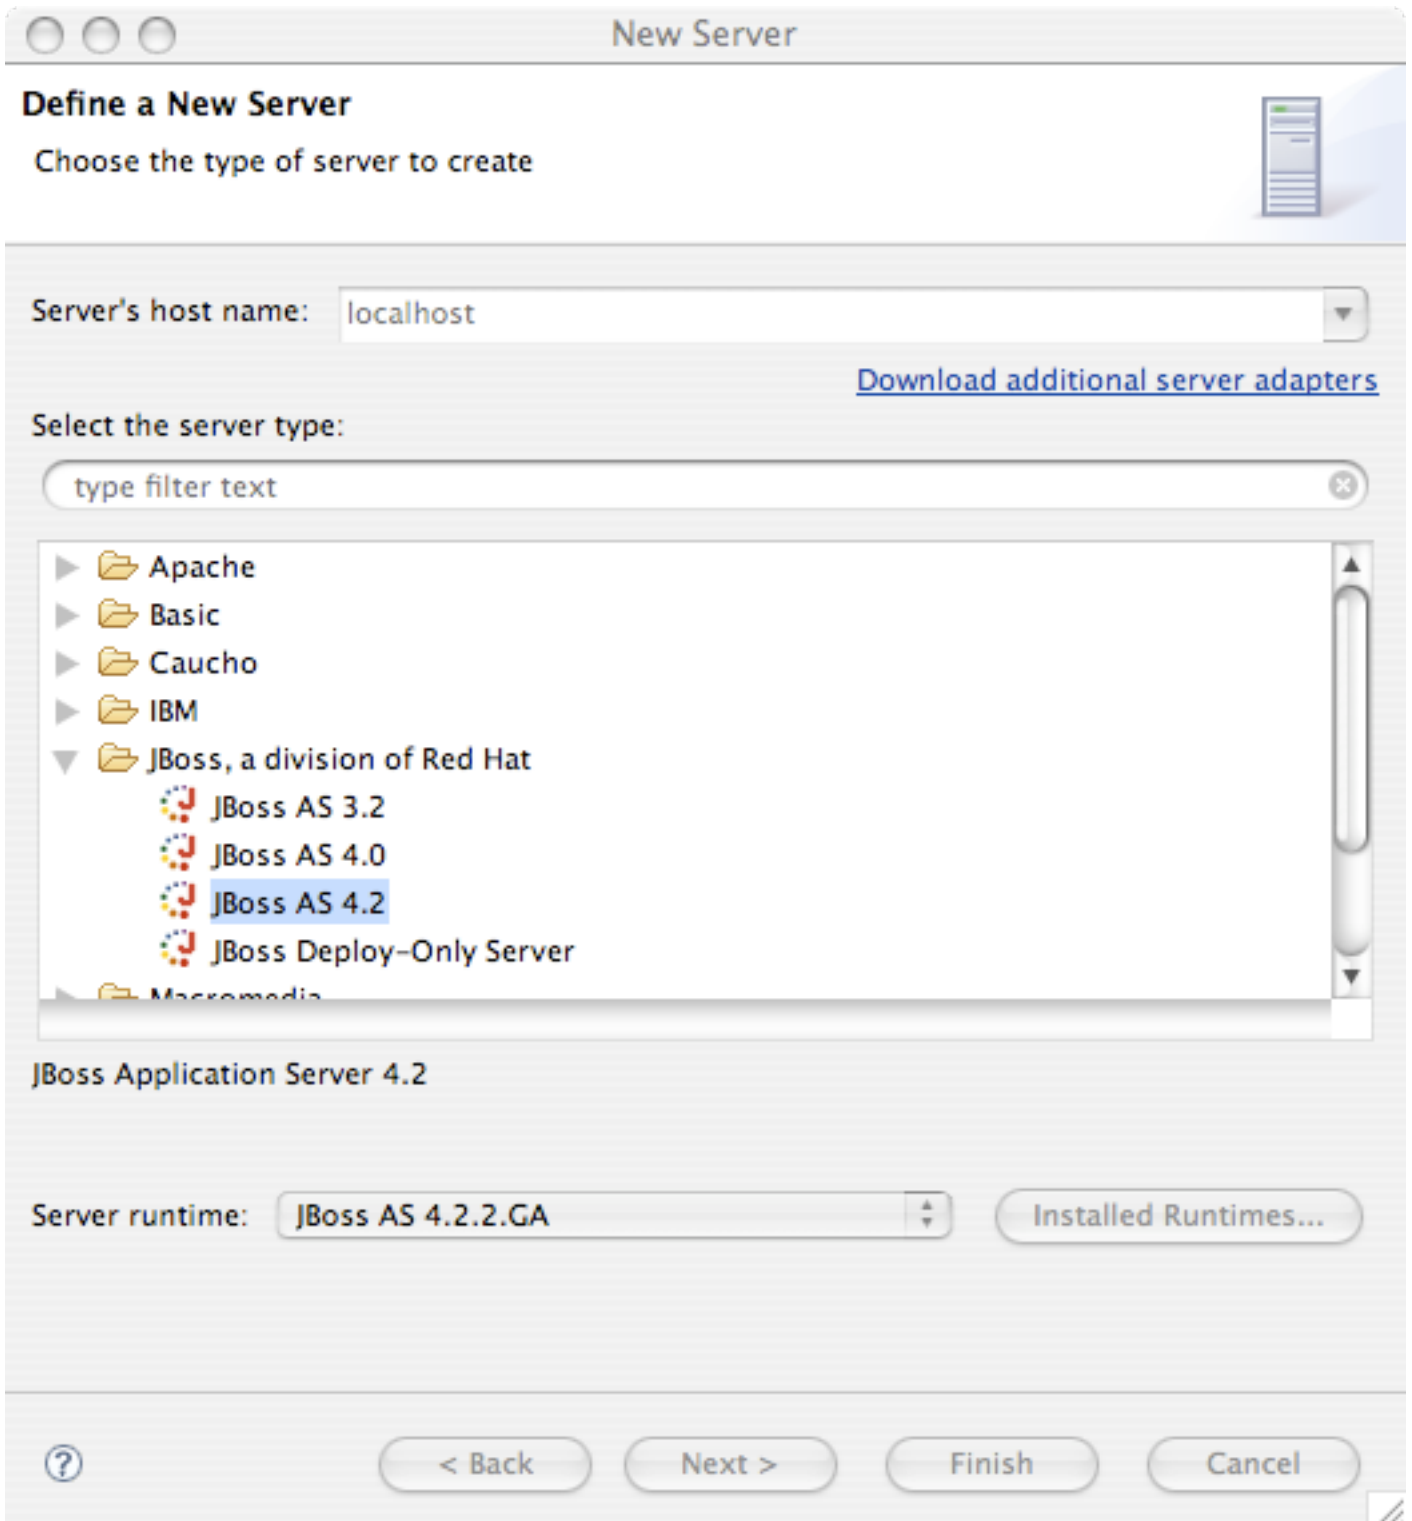 New Server
Define a New Server
Choose the type of server to create
Server's host name: localhost
Download additional server adapters
Select the server type:
type filter text
Apache
Basic
Caucho
IBM
JBoss, a division of Red Hat
JBoss AS 3.2
JBoss AS 4.0
JBoss AS 4.2
JBoss Deploy-Only Server
Macromedia
JBoss Application Server 4.2
Server runtime: JBoss AS 4.2.2.GA Installed Runtimes...
? < Back Next > Finish Cancel